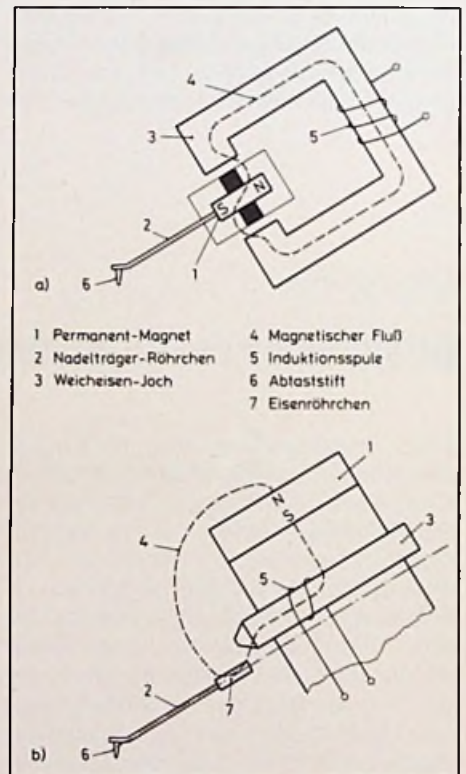 4
3
5
S N
2
1
6
a)
1 Permanent-Magnet
2 Nadelträger-Röhrchen
3 Weicheisen-Joch
4 Magnetischer Fluß
5 Induktionsspule
6 Abtaststift
7 Eisenröhrchen
1
N
S
4
3
5
2
7
6
b)